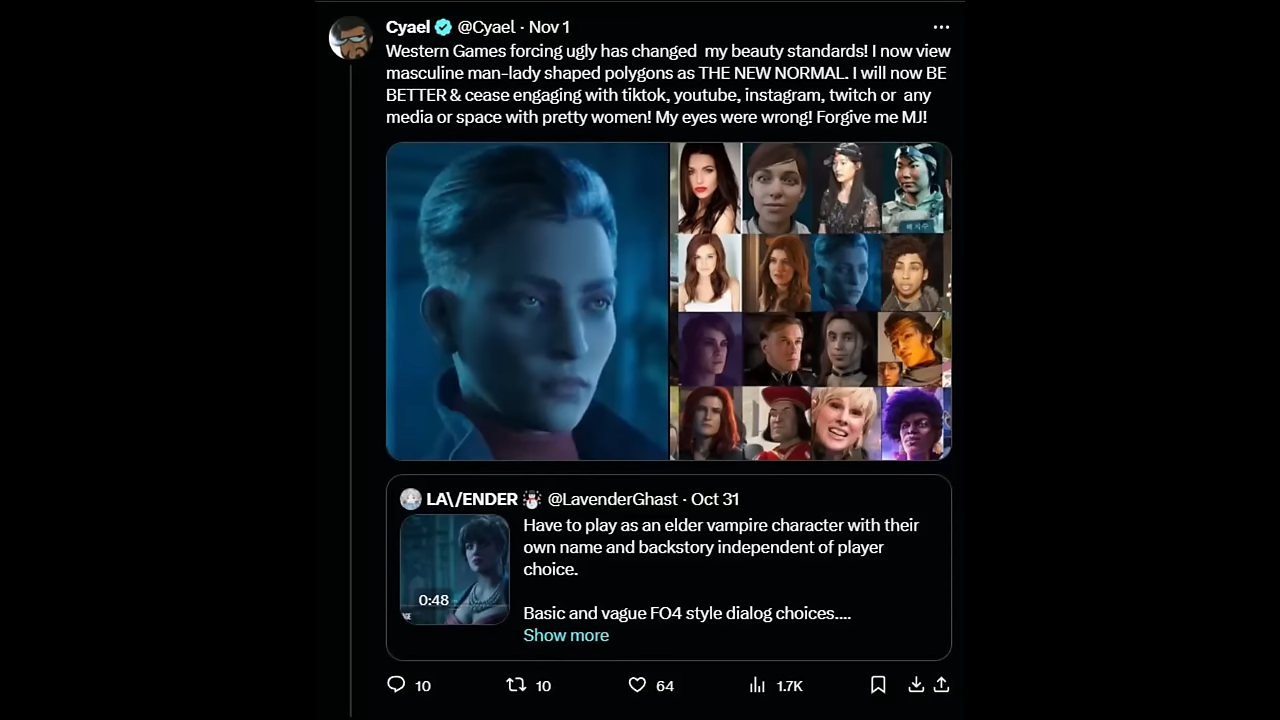 Cyael @Cyael · Nov 1
Western Games forcing ugly has changed my beauty standards! I now view
masculine man-lady shaped polygons as THE NEW NORMAL. I will now BE
BETTER & cease engaging with tiktok, youtube, instagram, twitch or any
media or space with pretty women! My eyes were wrong! Forgive me MJ!
LA\/ENDER @LavenderGhast · Oct 31
Have to play as an elder vampire character with their
own name and backstory independent of player
choice.
Basic and vague FO4 style dialog choices....
Show more
0:48
10
10
64
1.7K